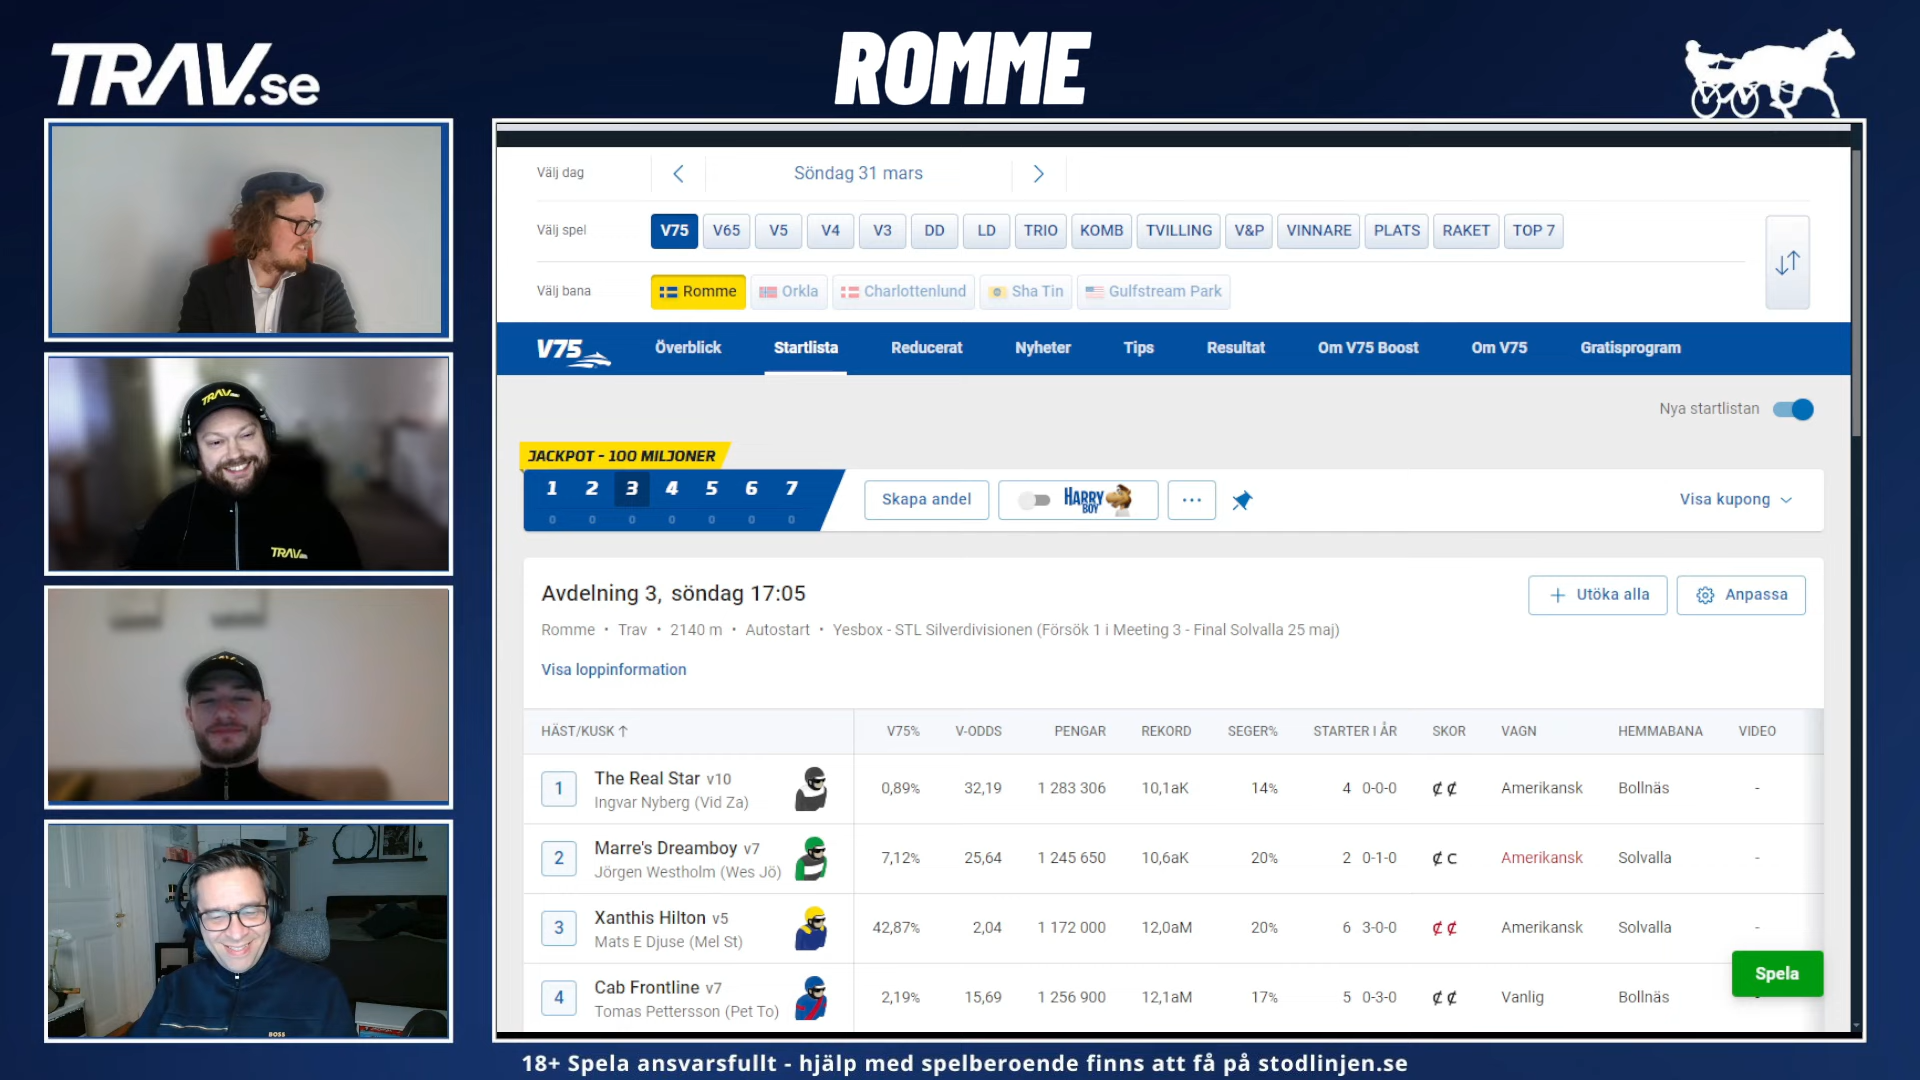 TRAV.se
ROMME
Välj dag
Söndag 31 mars
Välj spel
V75 V65 V5 V4 V3 DD LD TRIO KOMB TVILLING V&P VINNARE PLATS RAKET TOP 7
Välj bana
Romme Orkla Charlottenlund Sha Tin Gulfstream Park
V75 Överblick Startlista Reducerat Nyheter Tips Resultat Om V75 Boost Om V75 Gratisprogram
Nya startlistan
JACKPOT - 100 MILJONER
1 2 3 4 5 6 7
0 0 0 0 0 0 0
Skapa andel
HARRY BOY
...
Visa kupong
Avdelning 3, söndag 17:05
Utöka alla
Anpassa
Romme • Trav • 2140 m • Autostart • Yesbox - STL Silverdivisionen (Försök 1 i Meeting 3 - Final Solvalla 25 maj)
Visa loppinformation
HÄST/KUSK ↑ V75% V-ODDS PENGAR REKORD SEGER% STARTER I ÅR SKOR VAGN HEMMABANA VIDEO
1 The Real Star v10 0,89% 32,19 1 283 306 10,1aK 14% 4 0-0-0 ȼ ȼ Amerikansk Bollnäs -
Ingvar Nyberg (Vid Za)
2 Marre's Dreamboy v7 7,12% 25,64 1 245 650 10,6aK 20% 2 0-1-0 ȼ c Amerikansk Solvalla -
Jörgen Westholm (Wes Jö)
3 Xanthis Hilton v5 42,87% 2,04 1 172 000 12,0aM 20% 6 3-0-0 ȼ ȼ Amerikansk Solvalla -
Mats E Djuse (Mel St)
4 Cab Frontline v7 2,19% 15,69 1 256 900 12,1aM 17% 5 0-3-0 ȼ ȼ Vanlig Bollnäs
Tomas Pettersson (Pet To)
Spela
TRAV.se
TRAV.se
BOSS
18+ Spela ansvarsfullt - hjälp med spelberoende finns att få på stodlinjen.se